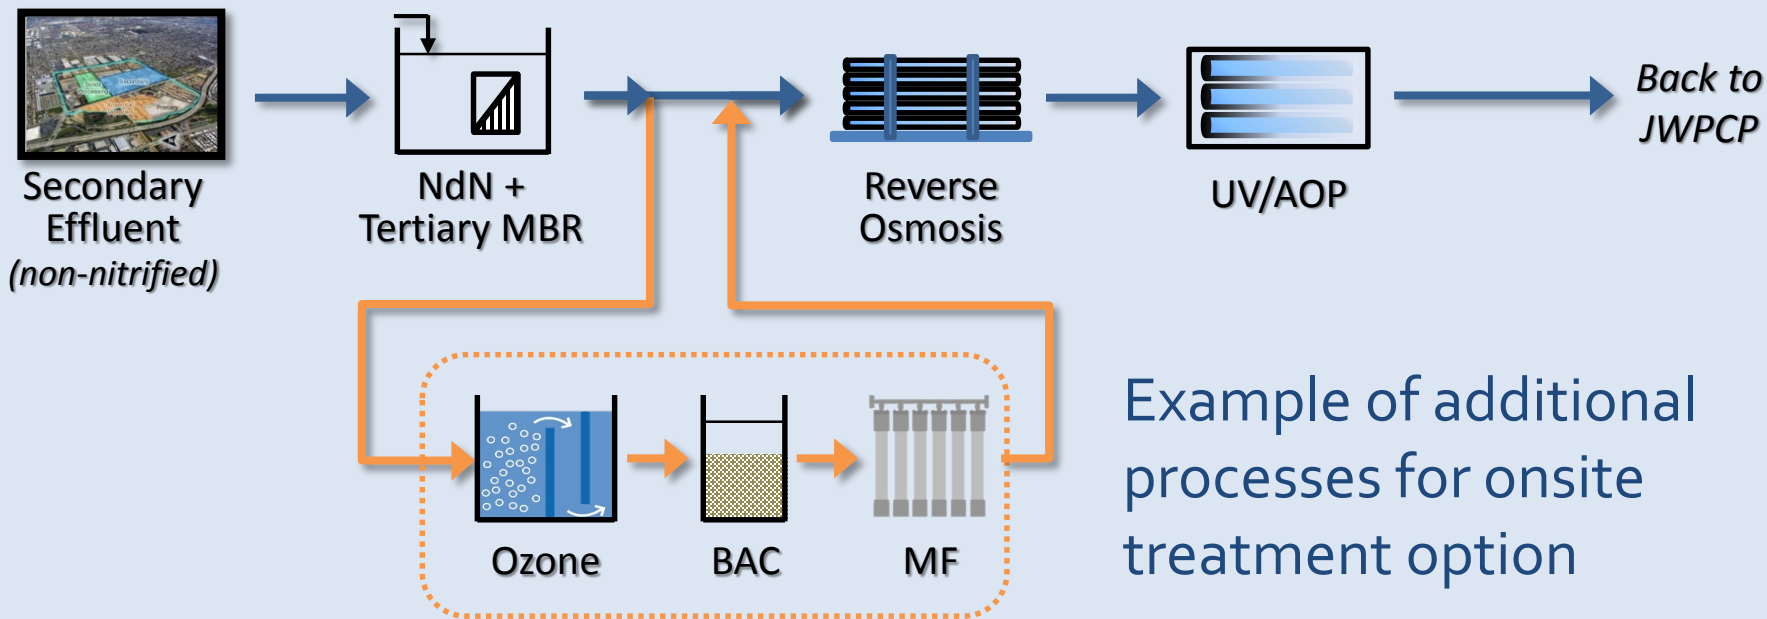 Secondary
Effluent
(non-nitrified)
NdN +
Tertiary MBR
Reverse
Osmosis
UV/AOP
Back to
JWPCP
Ozone
BAC
MF
Example of additional
processes for onsite
treatment option